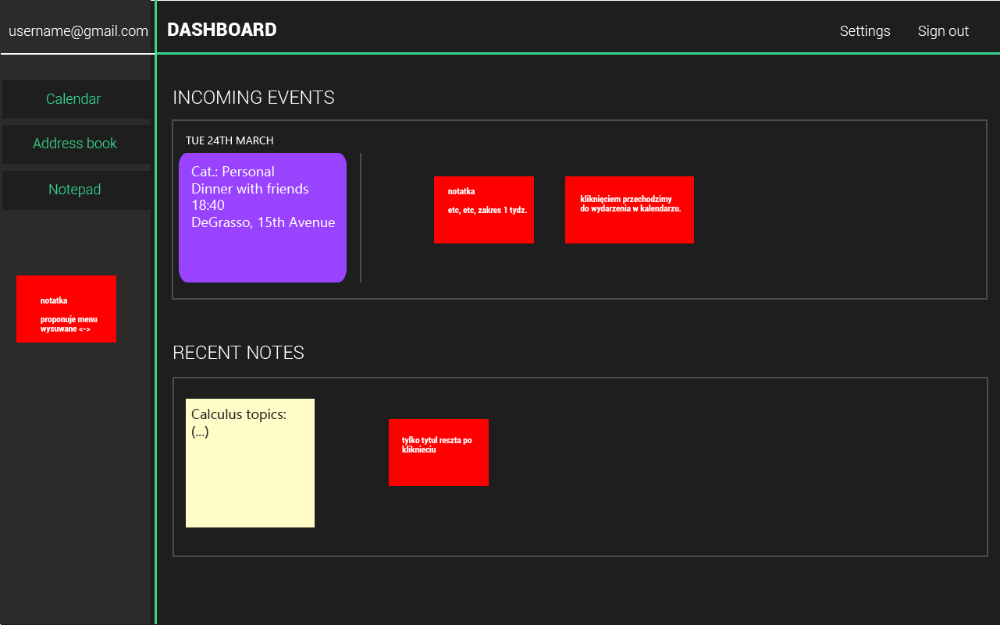 username@gmail.com
DASHBOARD
Settings
Sign out
Calendar
Address book
Notepad
notatka
proponuje menu
wysuwane <->
INCOMING EVENTS
TUE 24TH MARCH
Cat.: Personal
Dinner with friends
18:40
DeGrasso, 15th Avenue
notatka
etc, etc, zakres 1 tydz.
kliknięciem przechodzimy
do wydarzenia w kalendarzu.
RECENT NOTES
Calculus topics:
(...)
tylko tytul reszta po
kliknieciu